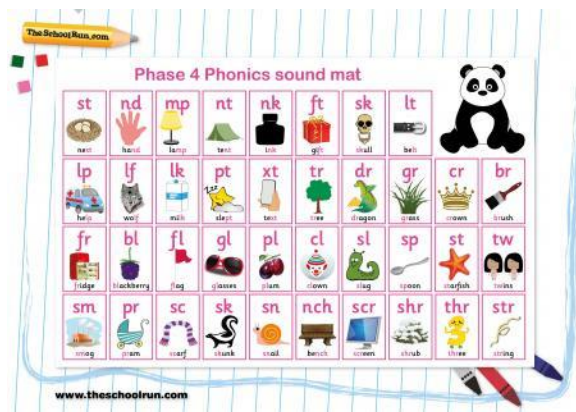 TheSchoolRun.com
Phase 4 Phonics sound mat
st nd mp nt nk ft sk lt
nest hand lamp tent ink gift skull belt
lp lf lk pt xt tr dr gr cr br
help wolf milk slept text tree dragon grass crown brush
fr bl fl gl pl cl sl sp st tw
fridge blackberry flag glasses plum clown slug spoon starfish twins
sm pr sc sk sn nch scr shr thr str
smog pram scarf skunk snail bench screen shrub three string
www.theschoolrun.com